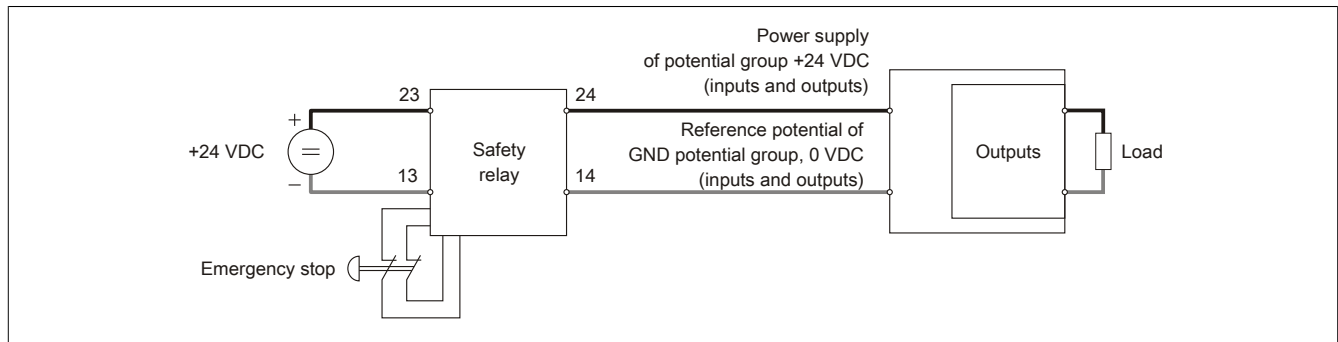 Power supply
of potential group +24 VDC
(inputs and outputs)
23
24
+
+24 VDC
=
−
Safety
relay
Reference potential of
GND potential group, 0 VDC
(inputs and outputs)
Outputs
Load
13
14
Emergency stop